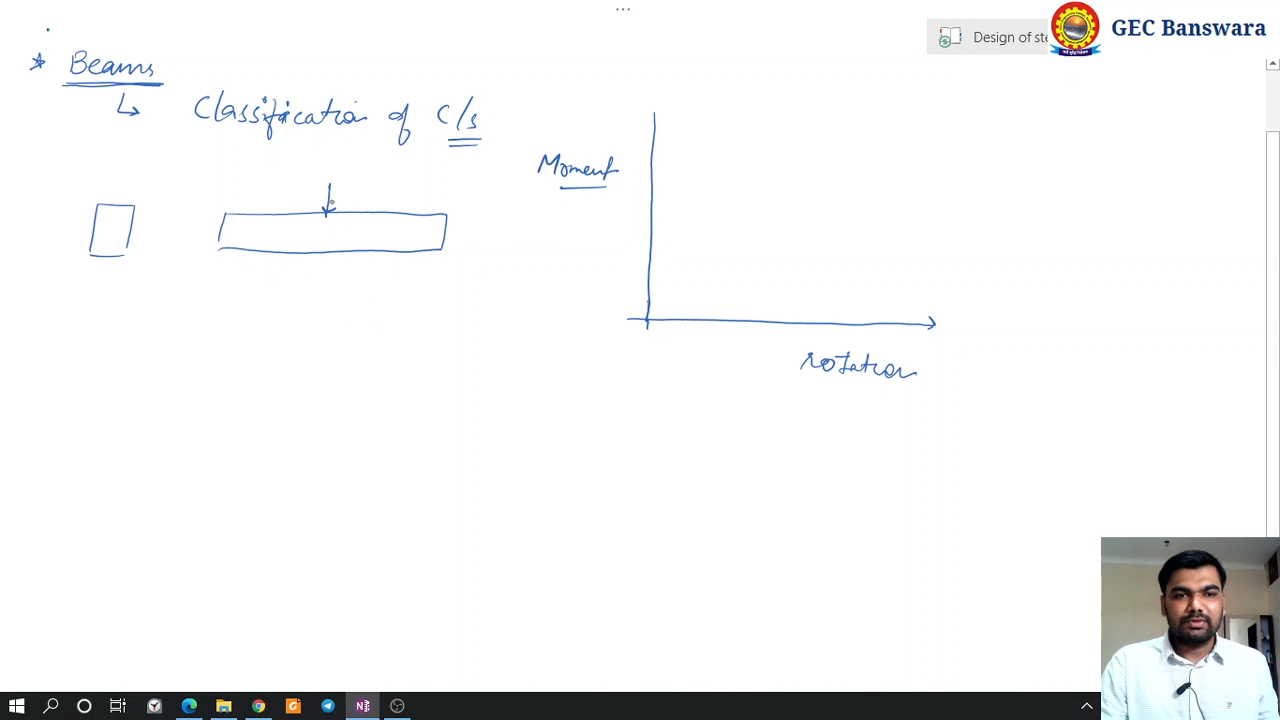 Design of ste
GEC Banswara
* Beams
↳ Classification of C/s
Moment
rotation